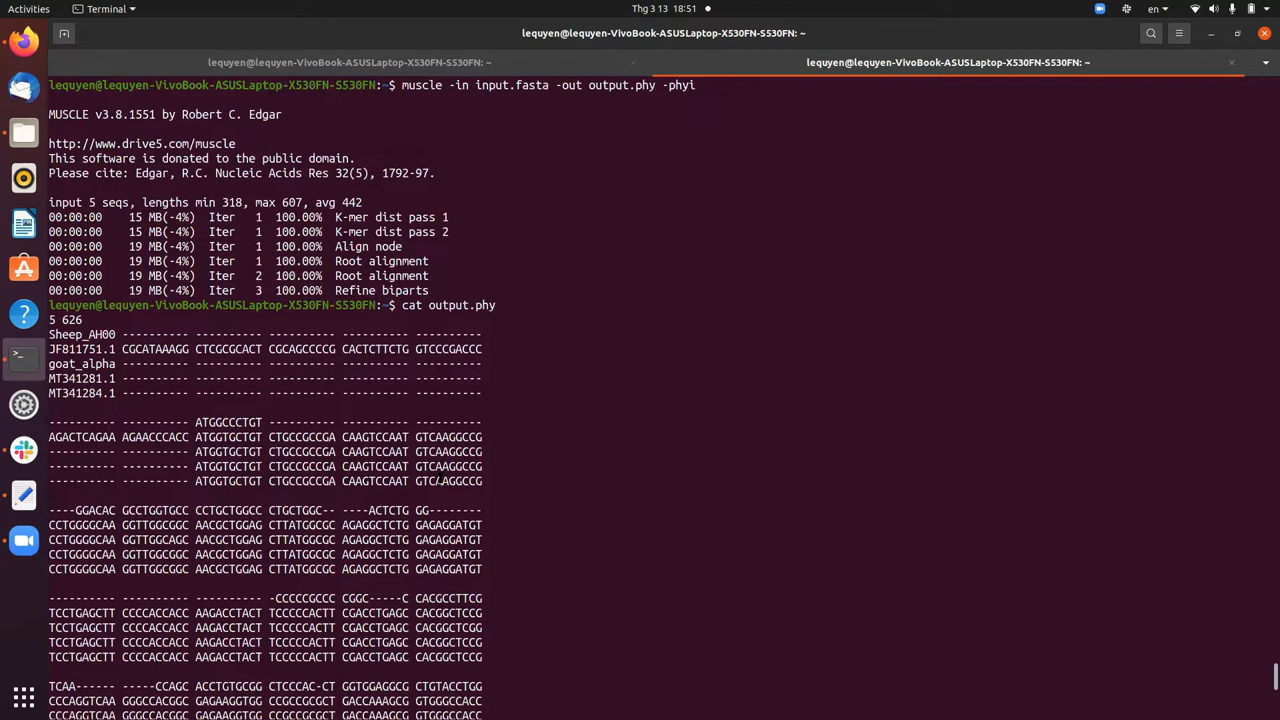 Activities
Terminal
Thg 3 13 18:51
en
lequyen@lequyen-VivoBook-ASUSLaptop-X530FN-S530FN: ~
lequyen@lequyen-VivoBook-ASUSLaptop-X530FN-S530FN: ~
lequyen@lequyen-VivoBook-ASUSLaptop-X530FN-S530FN: ~
lequyen@lequyen-VivoBook-ASUSLaptop-X530FN-S530FN:~$ muscle -in input.fasta -out output.phy -phyi
MUSCLE v3.8.1551 by Robert C. Edgar
http://www.drive5.com/muscle
This software is donated to the public domain.
Please cite: Edgar, R.C. Nucleic Acids Res 32(5), 1792-97.
input 5 seqs, lengths min 318, max 607, avg 442
00:00:00 15 MB(-4%) Iter 1 100.00% K-mer dist pass 1
00:00:00 15 MB(-4%) Iter 1 100.00% K-mer dist pass 2
00:00:00 19 MB(-4%) Iter 1 100.00% Align node
00:00:00 19 MB(-4%) Iter 1 100.00% Root alignment
00:00:00 19 MB(-4%) Iter 2 100.00% Root alignment
00:00:00 19 MB(-4%) Iter 3 100.00% Refine biparts
lequyen@lequyen-VivoBook-ASUSLaptop-X530FN-S530FN:~$ cat output.phy
5 626
Sheep_AH00 ---------- ---------- ---------- ---------- ----------
JF811751.1 CGCATAAAGG CTCGCGCACT CGCAGCCCCG CACTCTTCTG GTCCCGACCC
goat_alpha ---------- ---------- ---------- ---------- ----------
MT341281.1 ---------- ---------- ---------- ---------- ----------
MT341284.1 ---------- ---------- ---------- ---------- ----------
---------- ---------- ATGGCCCTGT ---------- ---------- ----------
AGACTCAGAA AGAACCCACC ATGGTGCTGT CTGCCGCCGA CAAGTCCAAT GTCAAGGCCG
---------- ---------- ATGGTGCTGT CTGCCGCCGA CAAGTCCAAT GTCAAGGCCG
---------- ---------- ATGGTGCTGT CTGCCGCCGA CAAGTCCAAT GTCAAGGCCG
---------- ---------- ATGGTGCTGT CTGCCGCCGA CAAGTCCAAT GTCAAGGCCG
----GGACAC GCCTGGTGCC CCTGCTGGCC CTGCTGGC-- ----ACTCTG GG--------
CCTGGGGCAA GGTTGGCGGC AACGCTGGAG CTTATGGCGC AGAGGCTCTG GAGAGGATGT
CCTGGGGCAA GGTTGGCGGC AACGCTGGAG CTTATGGCGC AGAGGCTCTG GAGAGGATGT
CCTGGGGCAA GGTTGGCGGC AACGCTGGAG CTTATGGCGC AGAGGCTCTG GAGAGGATGT
CCTGGGGCAA GGTTGGCGGC AACGCTGGAG CTTATGGCGC AGAGGCTCTG GAGAGGATGT
---------- ---------- ---------- -CCCCCGCCC CGGC-----C CACGCCTTCG
TCCTGAGCTT CCCCACCACC AAGACCTACT TCCCCCACTT CGACCTGAGC CACGGCTCCG
TCCTGAGCTT CCCCACCACC AAGACCTACT TCCCCCACTT CGACCTGAGC CACGGCTCGG
TCCTGAGCTT CCCCACCACC AAGACCTACT TCCCCCACTT CGACCTGAGC CACGGCTCCG
TCCTGAGCTT CCCCACCACC AAGACCTACT TCCCCCACTT CGACCTGAGC CACGGCTCCG
TCAA------ -----CCAGC ACCTGTGCGG CTCCCAC-CT GGTGGAGGCG CTGTACCTGG
CCCAGGTCAA GGGCCACGGC GAGAAGGTGG CCGCCGCGCT GACCAAAGCG GTGGGCCACC
CCCAGGTCAA GGGCCACGGC GAGAAGGTGG CCGCCGCGCT GACCAAAGCG GTGGGCCACC